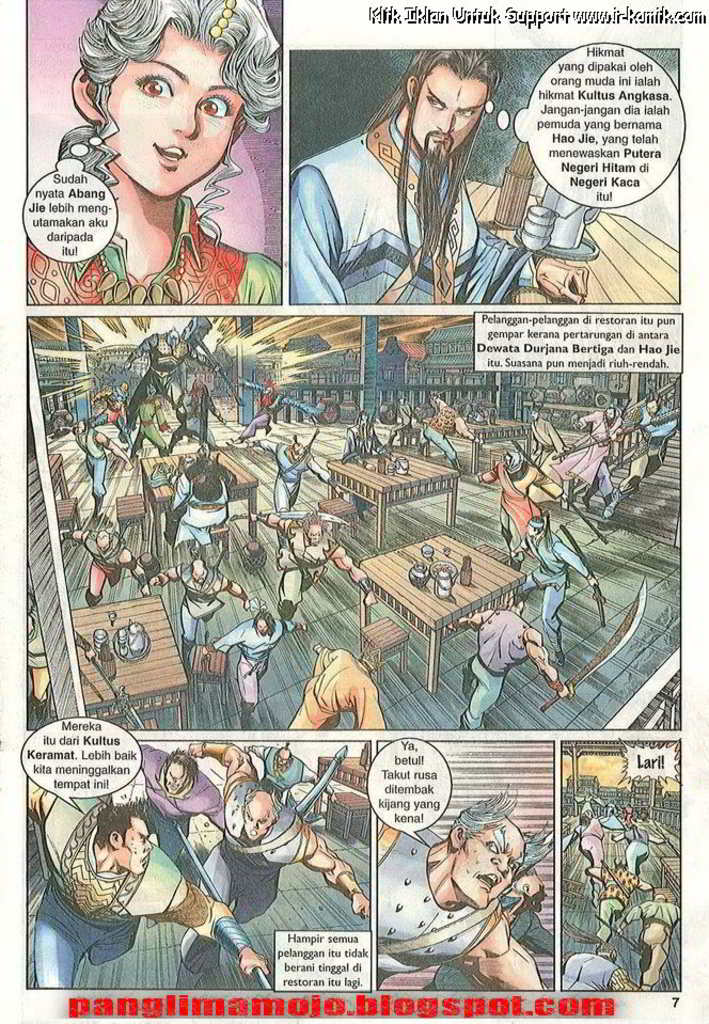 Klik Iklan Untuk Support www.ir-komik.com
Sudah
nyata Abang
Jie lebih meng-
utamakan aku
daripada
itu!
Hikmat
yang dipakai oleh
orang muda ini ialah
hikmat Kultus Angkasa.
Jangan-jangan dia ialah
pemuda yang bernama
Hao Jie, yang telah
menewaskan Putera
Negeri Hitam di
Negeri Kaca
itu!
Pelanggan-pelanggan di restoran itu pun
gempar kerana pertarungan di antara
Dewata Durjana Bertiga dan Hao Jie
itu. Suasana pun menjadi riuh-rendah.
Mereka
itu dari Kultus
Keramat. Lebih baik
kita meninggalkan
tempat ini!
Hampir semua
pelanggan itu tidak
berani tinggal di
restoran itu lagi.
Ya,
betul!
Takut rusa
ditembak
kijang yang
kena!
Lari!
7
panglimamojo.blogspot.com